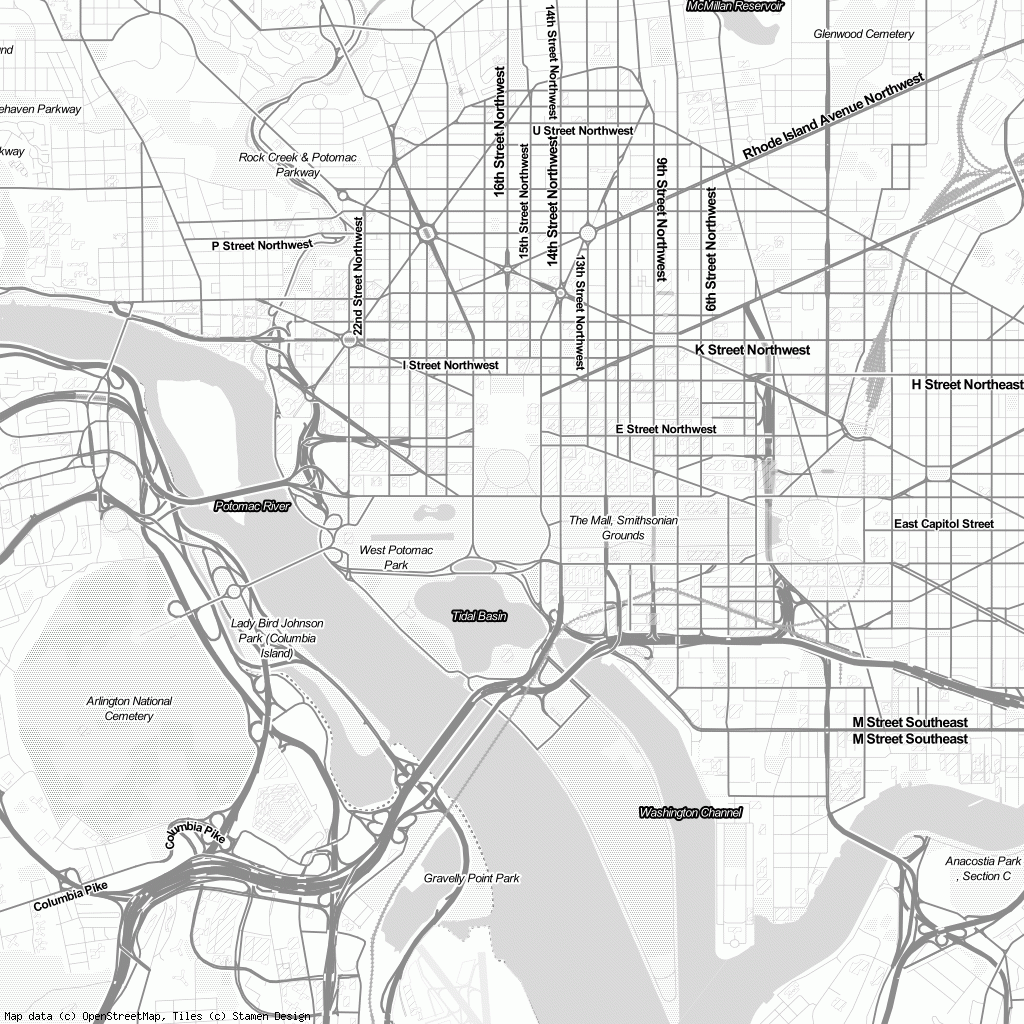 McMillan Reservoir
Glenwood Cemetery
14th Street Northwest
16th Street Northwest
U Street Northwest
Rhode Island Avenue Northwest
ehaven Parkway
kway
und
Rock Creek & Potomac
Parkway
15th Street Northwest
14th Street Northwest
9th Street Northwest
6th Street Northwest
P Street Northwest
22nd Street Northwest
13th Street Northwest
K Street Northwest
I Street Northwest
H Street Northeast
E Street Northwest
Potomac River
The Mall, Smithsonian
Grounds
East Capitol Street
West Potomac
Park
Tidal Basin
Lady Bird Johnson
Park (Columbia
Island)
Arlington National
Cemetery
M Street Southeast
M Street Southeast
Washington Channel
Columbia Pike
Columbia Pike
Gravelly Point Park
Anacostia Park
, Section C
Map data (c) OpenStreetMap, Tiles (c) Stamen Design